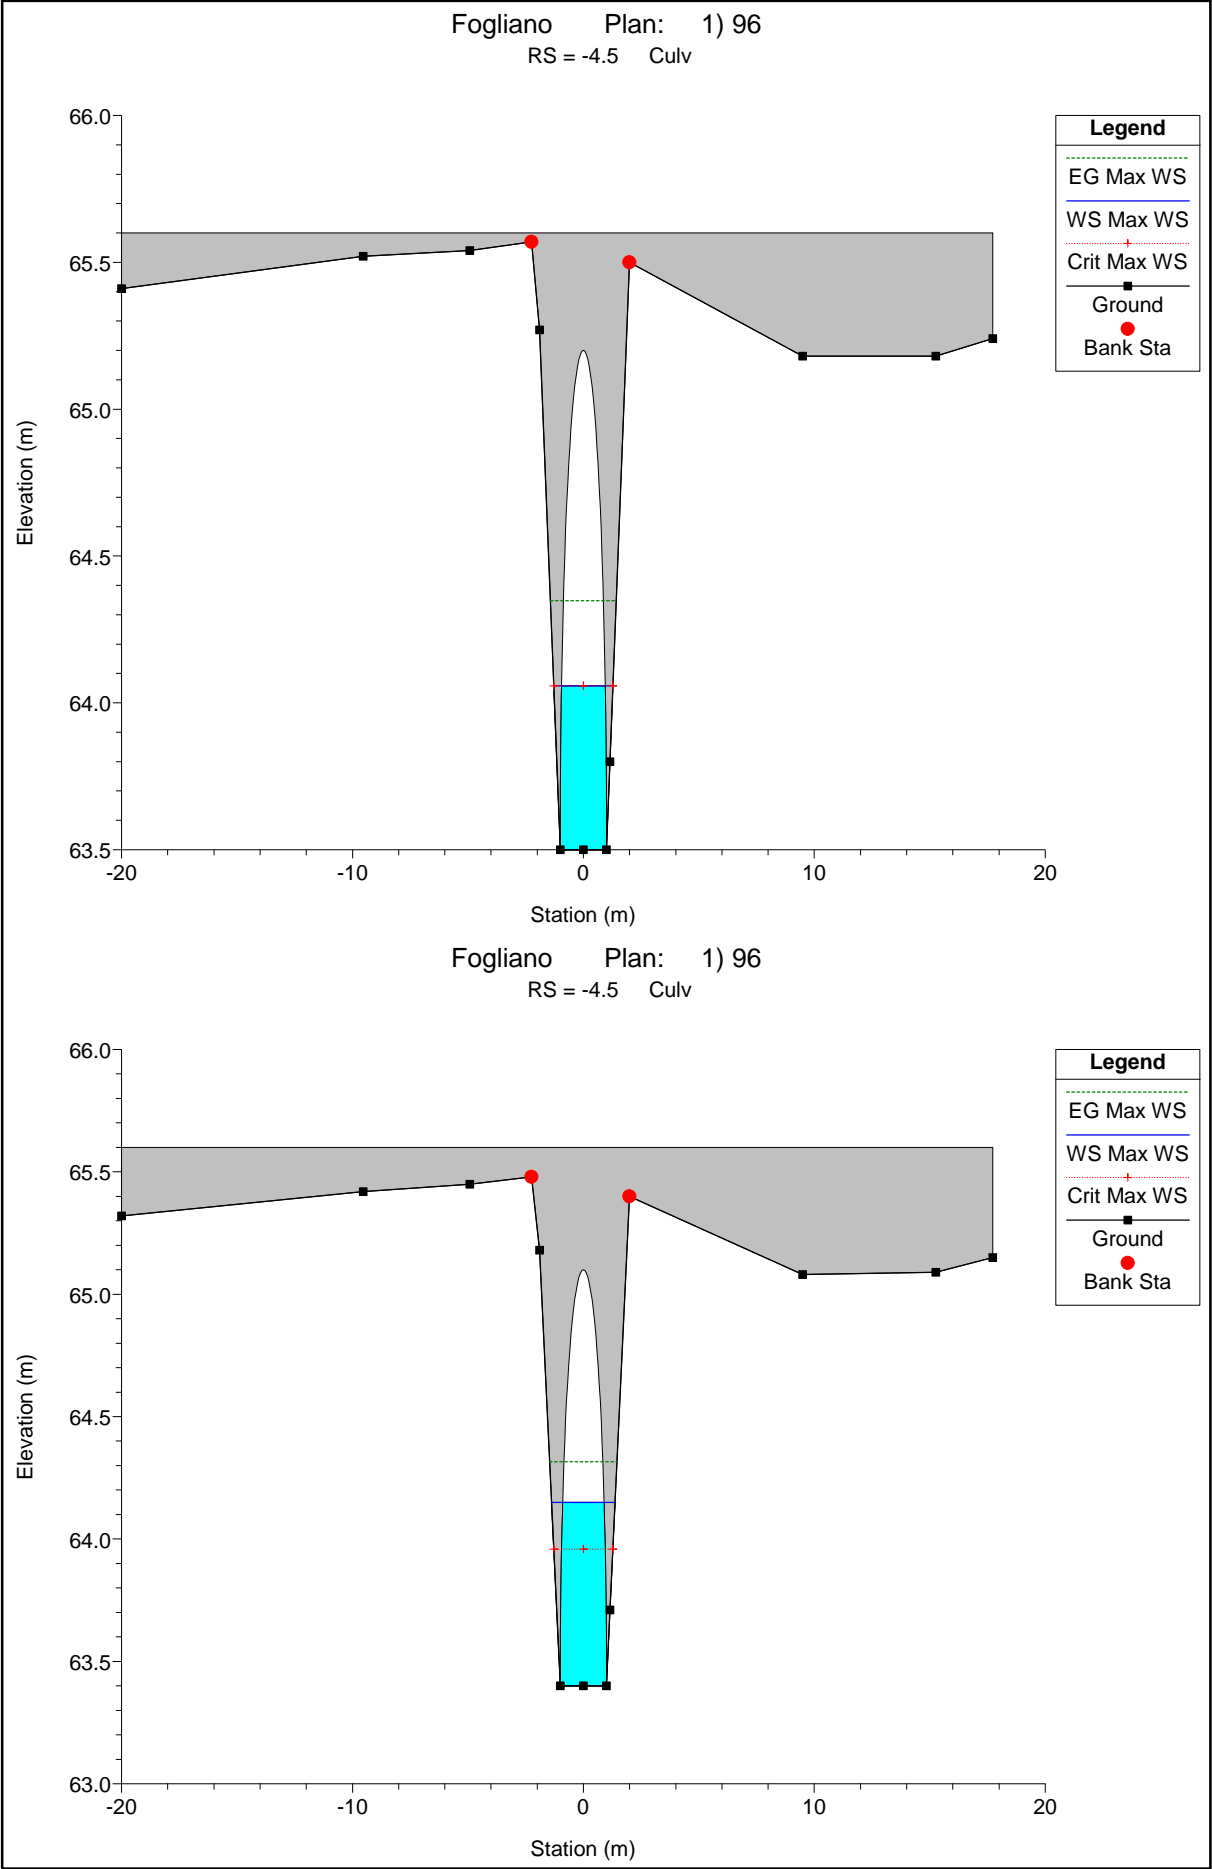 Fogliano Plan: 1) 96
RS = -4.5 Culv
66.0
65.5
65.0
64.5
64.0
63.5
Elevation (m)
-20 -10 0 10 20
Station (m)
Legend
EG Max WS
WS Max WS
Crit Max WS
Ground
Bank Sta
Fogliano Plan: 1) 96
RS = -4.5 Culv
66.0
65.5
65.0
64.5
64.0
63.5
63.0
Elevation (m)
-20 -10 0 10 20
Station (m)
Legend
EG Max WS
WS Max WS
Crit Max WS
Ground
Bank Sta